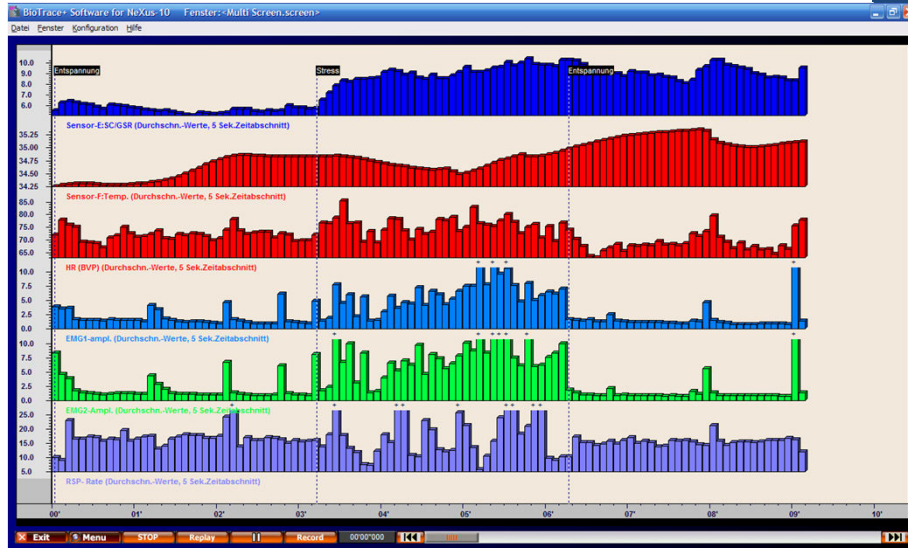 BioTrace+ Software for NeXus-10 Fenster:<Multi Screen.screen>
Datei Fenster Konfiguration Hilfe
Entspannung
Stress
Entspannung
10.0
9.0
8.0
7.0
6.0
Sensor-E:SC/GSR (Durchschn.-Werte, 5 Sek.Zeitabschnitt)
35.25
35.00
34.75
34.50
34.25
Sensor-F:Temp. (Durchschn.-Werte, 5 Sek.Zeitabschnitt)
85.0
80.0
75.0
70.0
65.0
HR (BVP) (Durchschn.-Werte, 5 Sek.Zeitabschnitt)
10.0
7.5
5.0
2.5
0.0
EMG1-ampl. (Durchschn.-Werte, 5 Sek.Zeitabschnitt)
10.0
7.5
5.0
2.5
0.0
EMG2-Ampl. (Durchschn.-Werte, 5 Sek.Zeitabschnitt)
25.0
20.0
15.0
10.0
5.0
RSP- Rate (Durchschn.-Werte, 5 Sek.Zeitabschnitt)
00' 01' 02' 03' 04' 05' 06' 07' 08' 09' 10'
Exit Menu STOP Replay Record 00'00"000